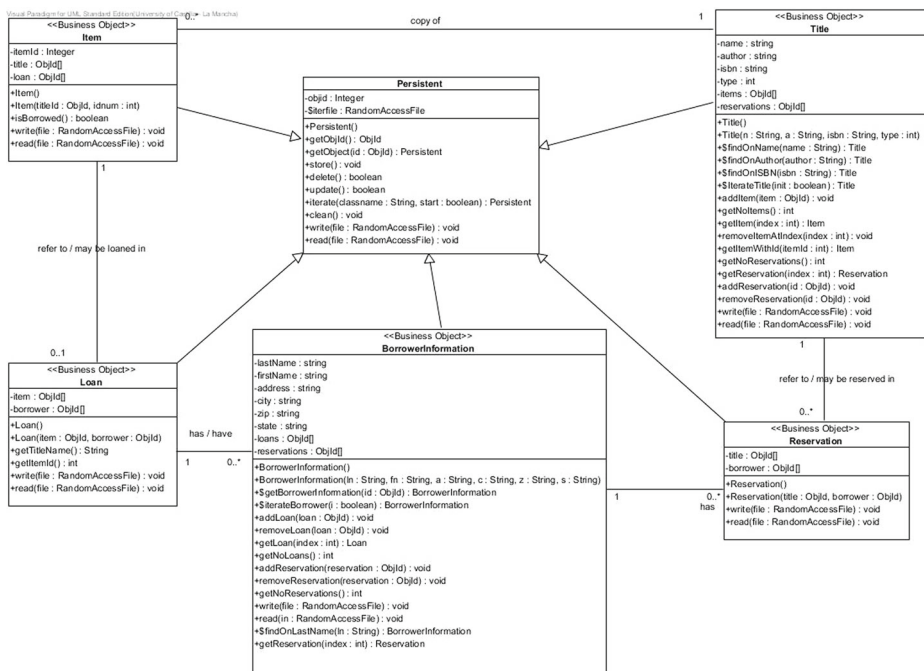 Visual Paradigm for UML Standard Edition(University of Castilla- La Mancha)
0..*
copy of
1
<<Business Object>>
Item
-itemId : Integer
-title : ObjId[]
-loan : ObjId[]
+Item()
+Item(titleId : ObjId, idnum : int)
+isBorrowed() : boolean
+write(file : RandomAccessFile) : void
+read(file : RandomAccessFile) : void
1
refer to / may be loaned in
0..1
Persistent
-objid : Integer
-$iterfile : RandomAccessFile
+Persistent()
+getObjId() : ObjId
+getObject(id : ObjId) : Persistent
+store() : void
+delete() : boolean
+update() : boolean
+iterate(classname : String, start : boolean) : Persistent
+clean() : void
+write(file : RandomAccessFile) : void
+read(file : RandomAccessFile) : void
<<Business Object>>
Title
-name : string
-author : string
-isbn : string
-type : int
-items : ObjId[]
-reservations : ObjId[]
+Title()
+Title(n : String, a : String, isbn : String, type : int)
+$findOnName(name : String) : Title
+$findOnAuthor(author : String) : Title
+$findOnISBN(isbn : String) : Title
+$IterateTitle(init : boolean) : Title
+addItem(item : ObjId) : void
+getNoItems() : int
+getItem(index : int) : Item
+removeItemAtIndex(index : int) : void
+getItemWithId(itemId : int) : Item
+getNoReservations() : int
+getReservation(index : int) : Reservation
+addReservation(id : ObjId) : void
+removeReservation(id : ObjId) : void
+write(file : RandomAccessFile) : void
+read(file : RandomAccessFile) : void
1
refer to / may be reserved in
0..*
<<Business Object>>
Loan
-item : ObjId[]
-borrower : ObjId[]
+Loan()
+Loan(item : ObjId, borrower : ObjId)
+getTitleName() : String
+getItemId() : int
+write(file : RandomAccessFile) : void
+read(file : RandomAccessFile) : void
has / have
1
0..*
<<Business Object>>
BorrowerInformation
-lastName : string
-firstName : string
-address : string
-city : string
-zip : string
-state : string
-loans : ObjId[]
-reservations : ObjId[]
+BorrowerInformation()
+BorrowerInformation(ln : String, fn : String, a : String, c : String, z : String, s : String)
+$getBorrowerInformation(id : ObjId) : BorrowerInformation
+$iterateBorrower(i : boolean) : BorrowerInformation
+addLoan(loan : ObjId) : void
+removeLoan(loan : ObjId) : void
+getLoan(index : int) : Loan
+getNoLoans() : int
+addReservation(reservation : ObjId) : void
+removeReservation(reservation : ObjId) : void
+getNoReservations() : int
+write(file : RandomAccessFile) : void
+read(in : RandomAccessFile) : void
+$findOnLastName(ln : String) : BorrowerInformation
+getReservation(index : int) : Reservation
1
0..*
has
<<Business Object>>
Reservation
-title : ObjId[]
-borrower : ObjId[]
+Reservation()
+Reservation(title : ObjId, borrower : ObjId)
+write(file : RandomAccessFile) : void
+read(file : RandomAccessFile) : void